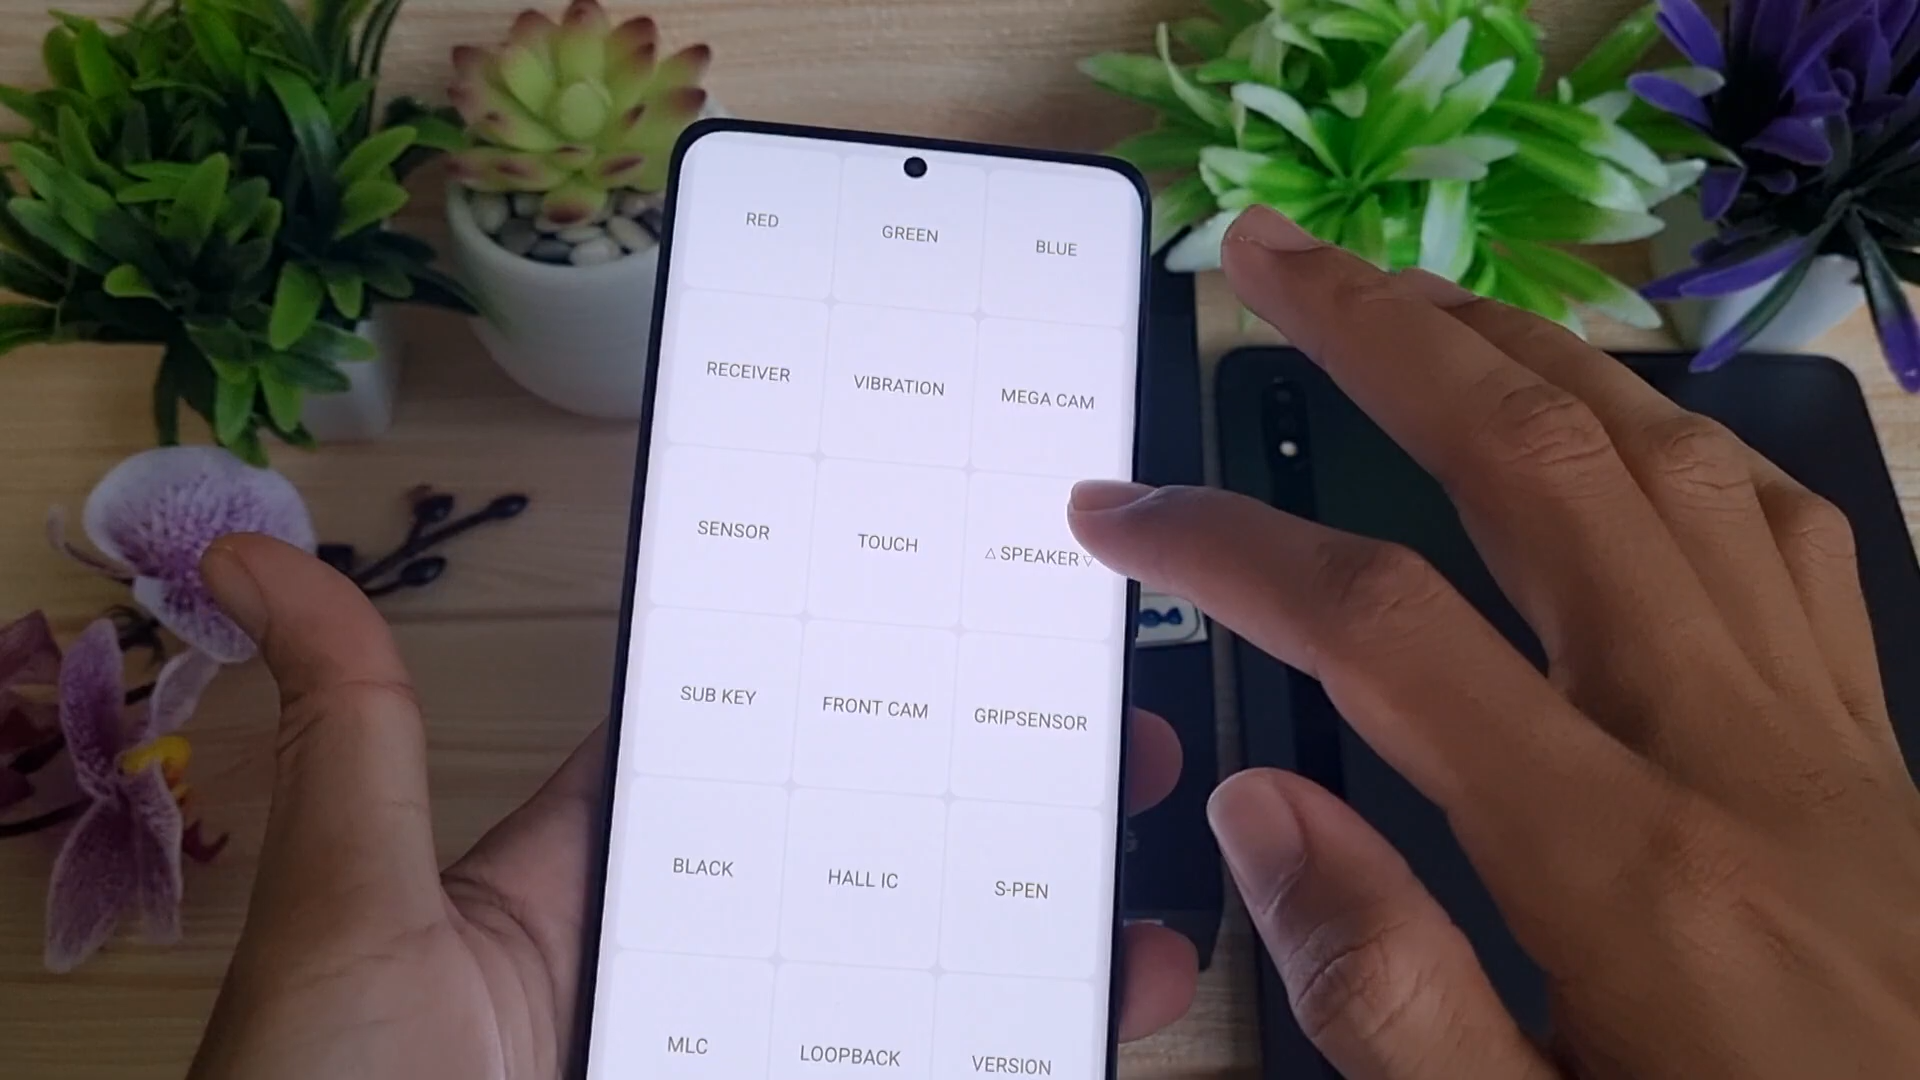 RED
GREEN
BLUE
RECEIVER
VIBRATION
MEGA CAM
SENSOR
TOUCH
△ SPEAKER ▽
SUB KEY
FRONT CAM
GRIPSENSOR
BLACK
HALL IC
S-PEN
MLC
LOOPBACK
VERSION